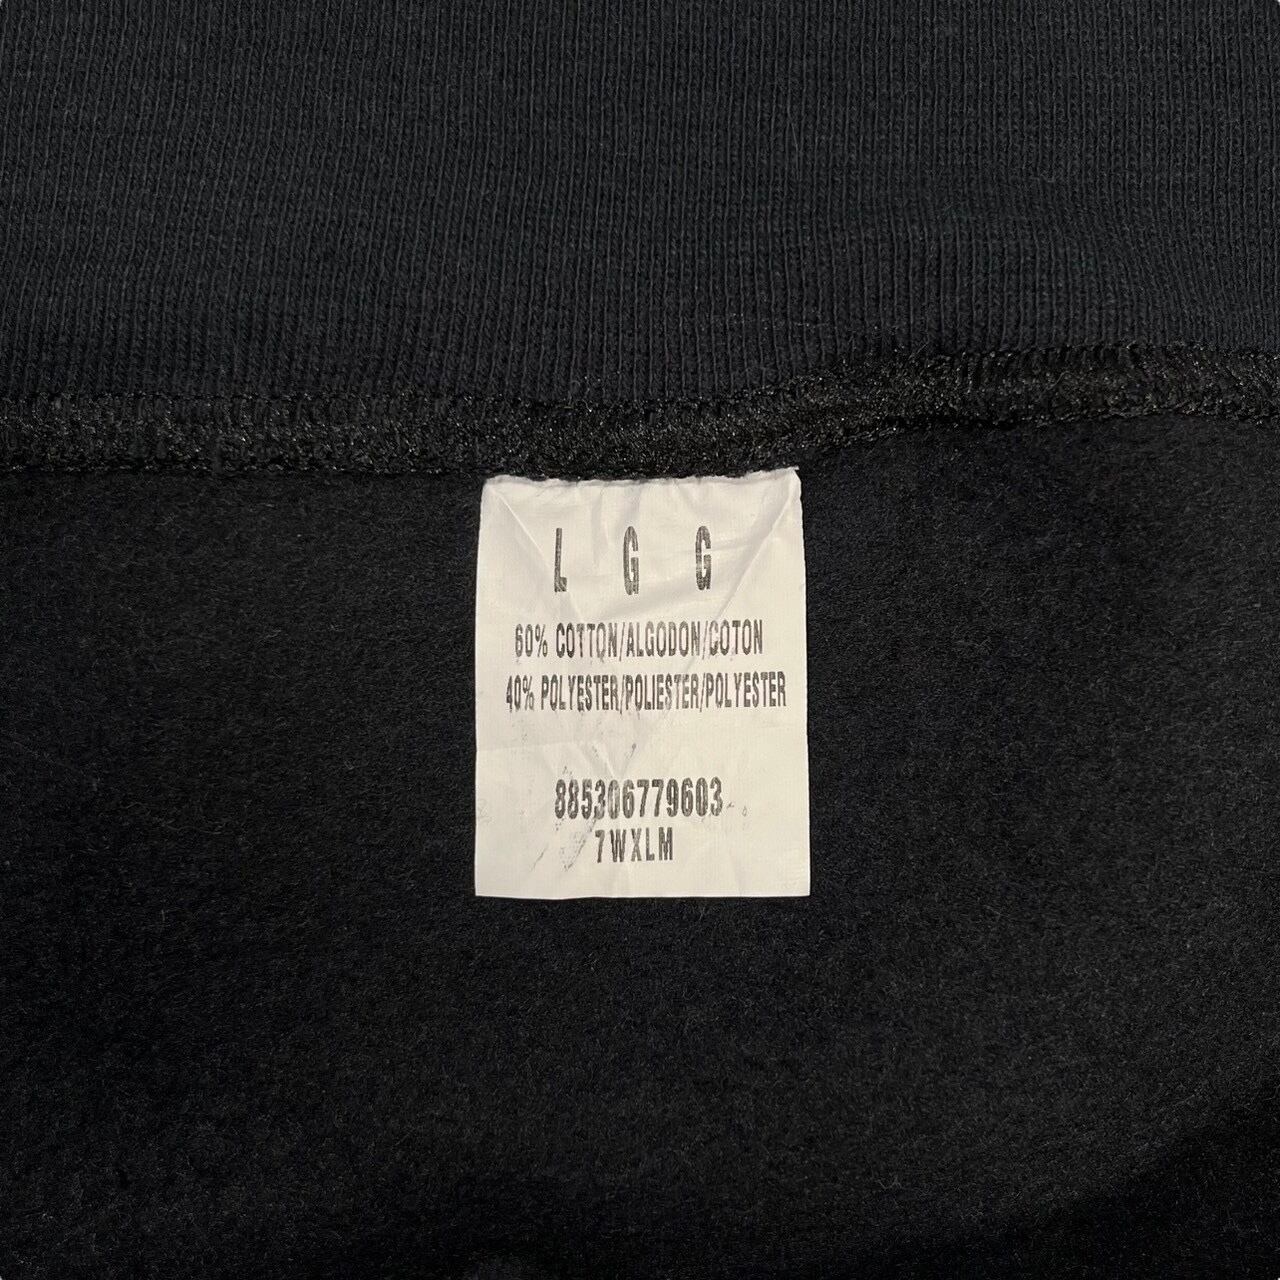 L G G
60% COTTON/ALGODON/COTON
40% POLYESTER/POLIESTER/POLYESTER
885306779603
7WXLM